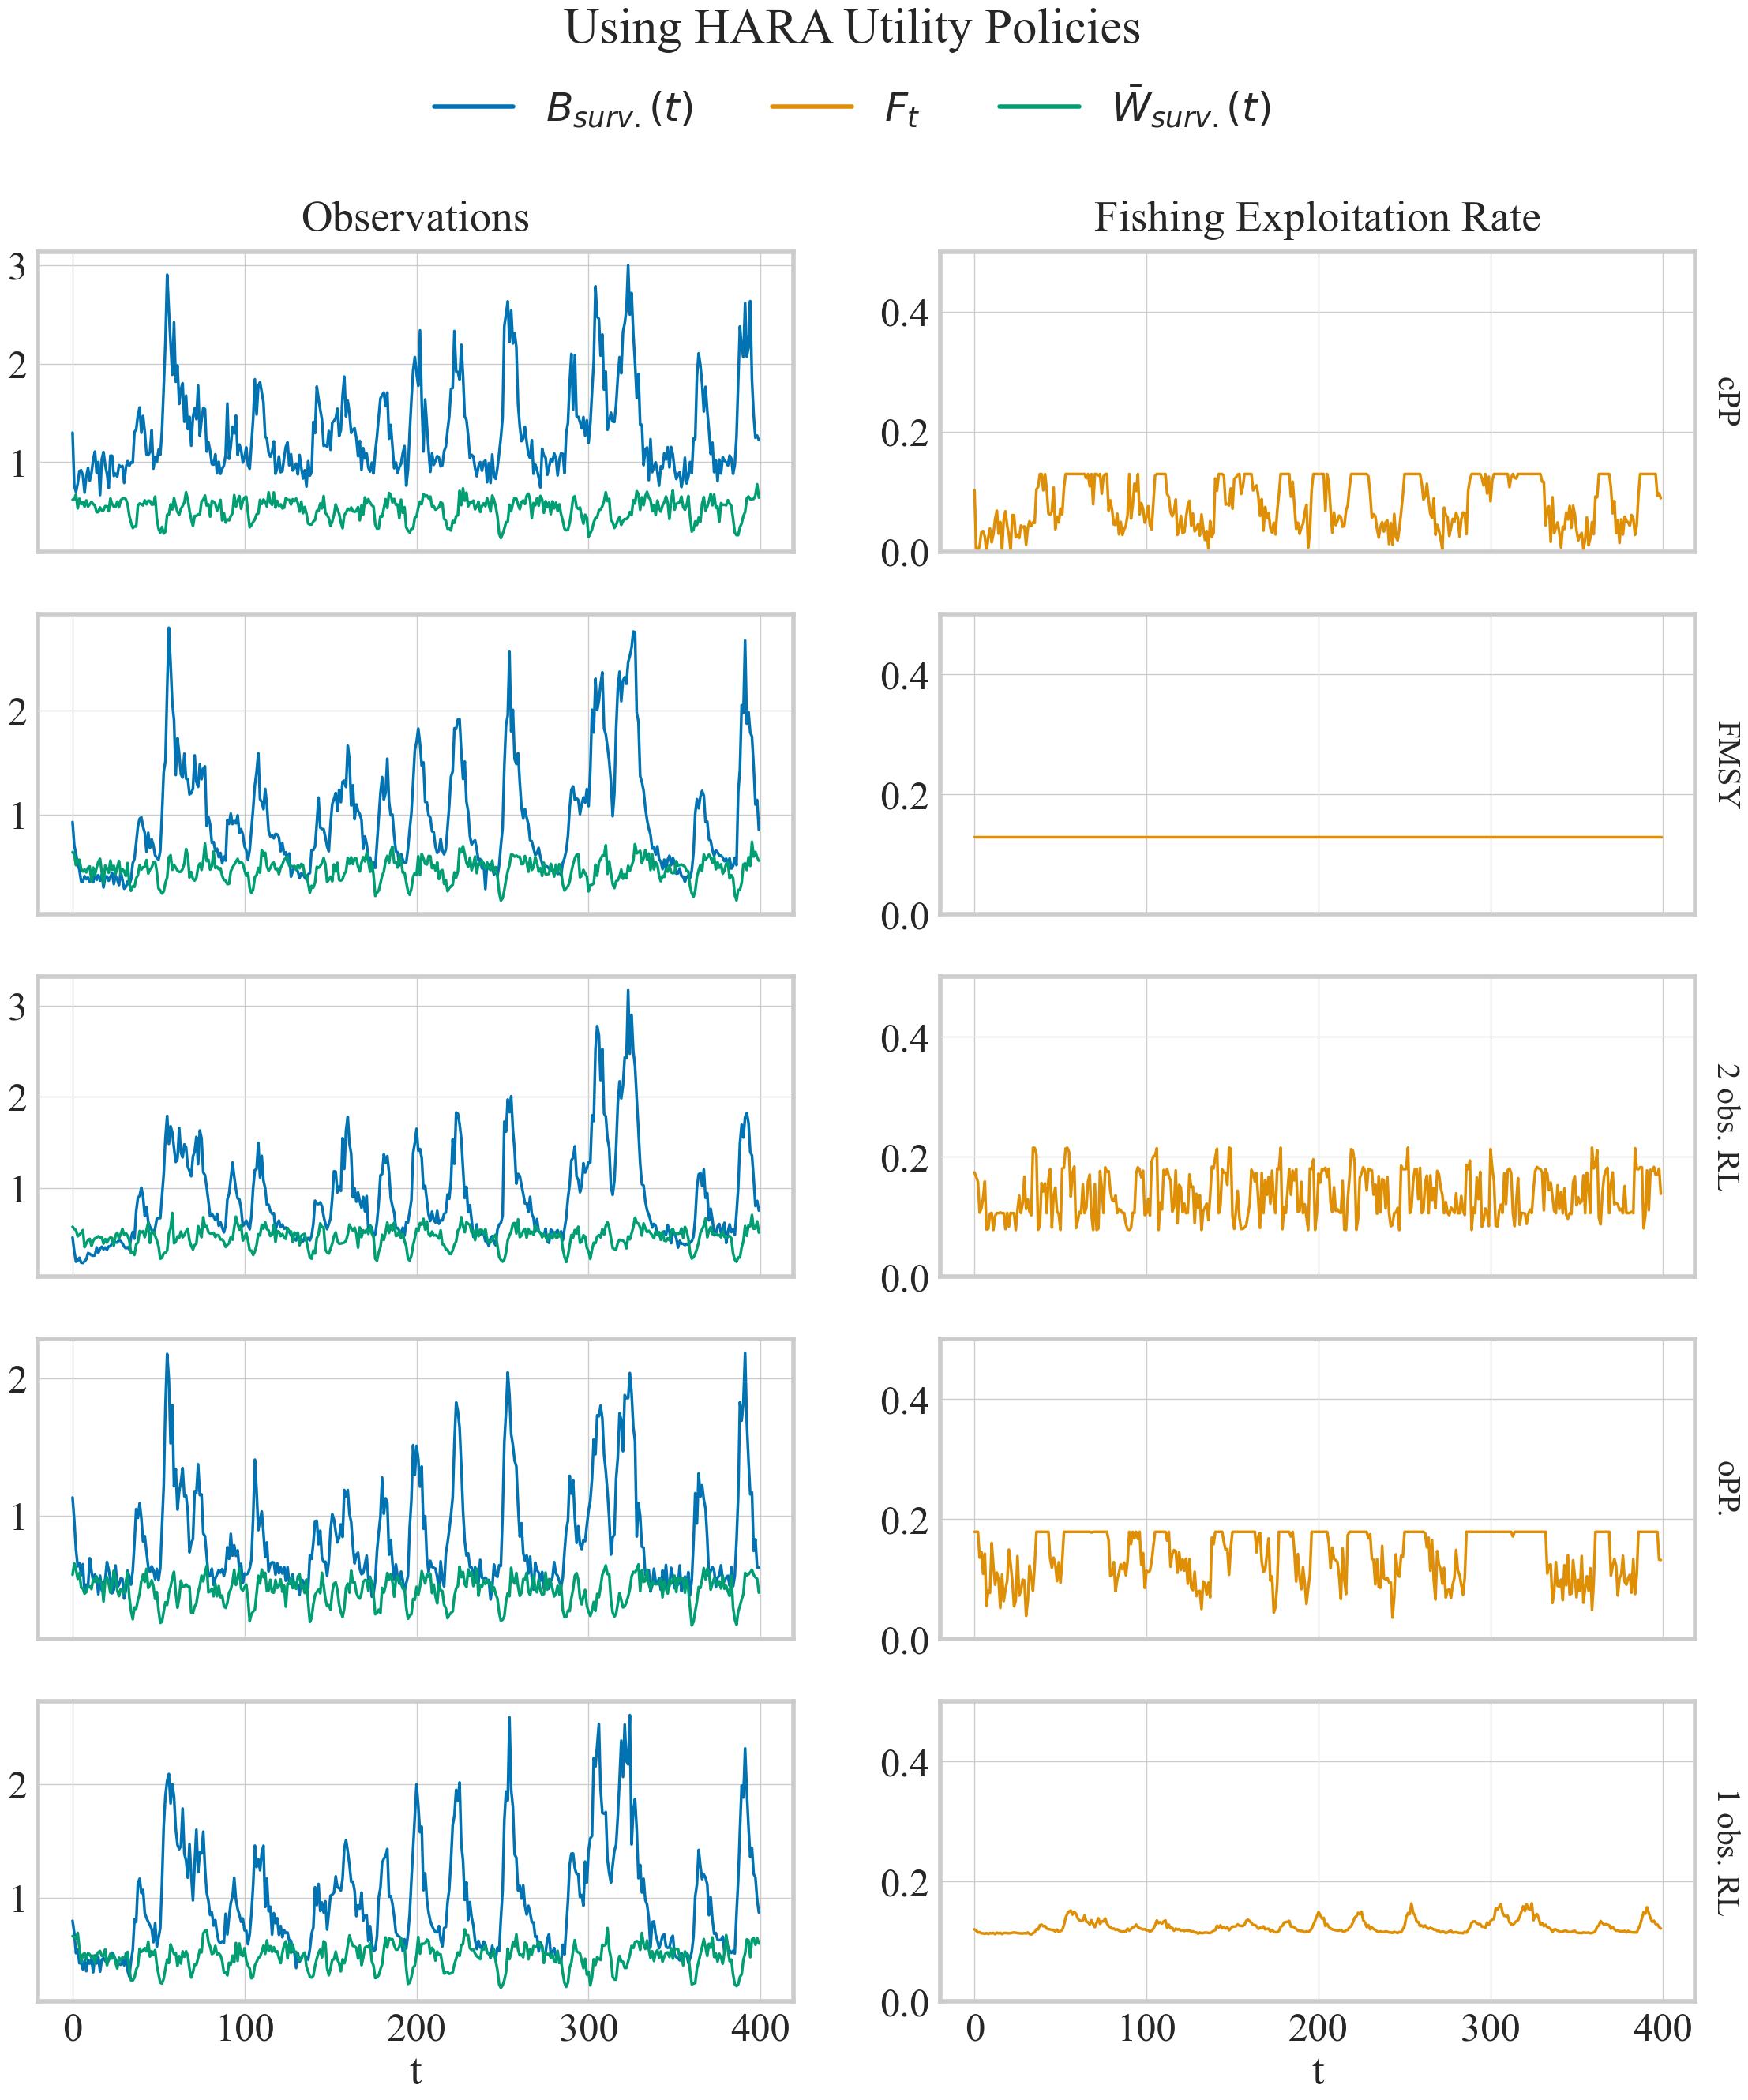 Using HARA Utility Policies
B_surv. (t) F_t W̄_surv. (t)
Observations Fishing Exploitation Rate
3
2
1
0.4
0.2
0.0
cPP
2
1
0.4
0.2
0.0
FMSY
3
2
1
0.4
0.2
0.0
2 obs. RL
2
1
0.4
0.2
0.0
oPP.
2
1
0.4
0.2
0.0
1 obs. RL
0 100 200 300 400
0 100 200 300 400
t t